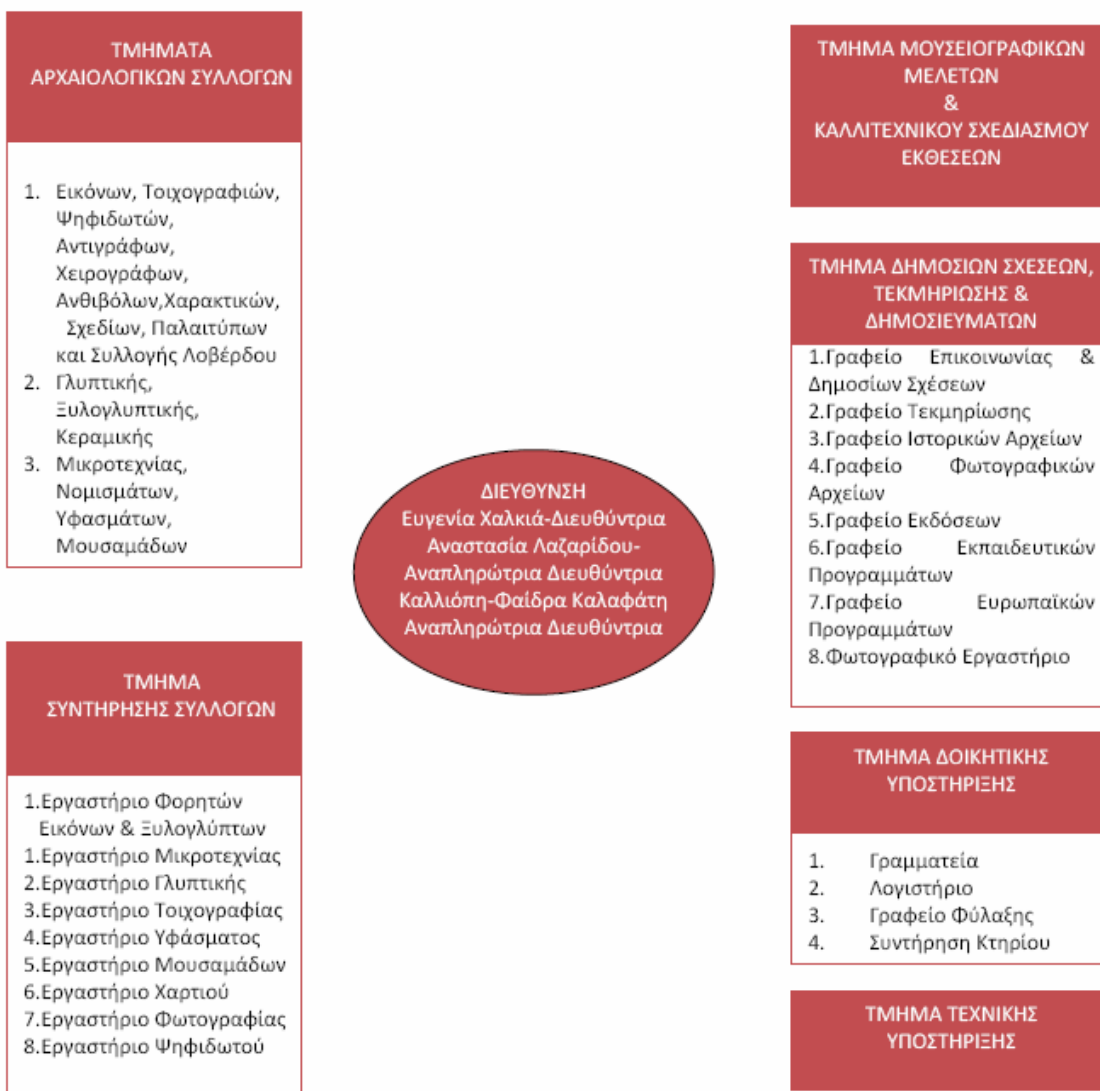 ΤΜΗΜΑΤΑ
ΑΡΧΑΙΟΛΟΓΙΚΩΝ ΣΥΛΛΟΓΩΝ
1. Εικόνων, Τοιχογραφιών,
Ψηφιδωτών,
Αντιγράφων,
Χειρογράφων,
Ανθιβόλων,Χαρακτικών,
Σχεδίων, Παλαιτύπων
και Συλλογής Λοβέρδου
2. Γλυπτικής,
Ξυλογλυπτικής,
Κεραμικής
3. Μικροτεχνίας,
Νομισμάτων,
Υφασμάτων,
Μουσαμάδων
ΤΜΗΜΑ
ΣΥΝΤΗΡΗΣΗΣ ΣΥΛΛΟΓΩΝ
1.Εργαστήριο Φορητών
Εικόνων & Ξυλογλύπτων
1.Εργαστήριο Μικροτεχνίας
2.Εργαστήριο Γλυπτικής
3.Εργαστήριο Τοιχογραφίας
4.Εργαστήριο Υφάσματος
5.Εργαστήριο Μουσαμάδων
6.Εργαστήριο Χαρτιού
7.Εργαστήριο Φωτογραφίας
8.Εργαστήριο Ψηφιδωτού
ΔΙΕΥΘΥΝΣΗ
Ευγενία Χαλκιά-Διευθύντρια
Αναστασία Λαζαρίδου-
Αναπληρώτρια Διευθύντρια
Καλλιόπη-Φαίδρα Καλαφάτη
Αναπληρώτρια Διευθύντρια
ΤΜΗΜΑ ΜΟΥΣΕΙΟΓΡΑΦΙΚΩΝ
ΜΕΛΕΤΩΝ
&
ΚΑΛΛΙΤΕΧΝΙΚΟΥ ΣΧΕΔΙΑΣΜΟΥ
ΕΚΘΕΣΕΩΝ
ΤΜΗΜΑ ΔΗΜΟΣΙΩΝ ΣΧΕΣΕΩΝ,
ΤΕΚΜΗΡΙΩΣΗΣ &
ΔΗΜΟΣΙΕΥΜΑΤΩΝ
1.Γραφείο Επικοινωνίας &
Δημοσίων Σχέσεων
2.Γραφείο Τεκμηρίωσης
3.Γραφείο Ιστορικών Αρχείων
4.Γραφείο Φωτογραφικών
Αρχείων
5.Γραφείο Εκδόσεων
6.Γραφείο Εκπαιδευτικών
Προγραμμάτων
7.Γραφείο Ευρωπαϊκών
Προγραμμάτων
8.Φωτογραφικό Εργαστήριο
ΤΜΗΜΑ ΔΟΙΚΗΤΙΚΗΣ
ΥΠΟΣΤΗΡΙΞΗΣ
1. Γραμματεία
2. Λογιστήριο
3. Γραφείο Φύλαξης
4. Συντήρηση Κτηρίου
ΤΜΗΜΑ ΤΕΧΝΙΚΗΣ
ΥΠΟΣΤΗΡΙΞΗΣ